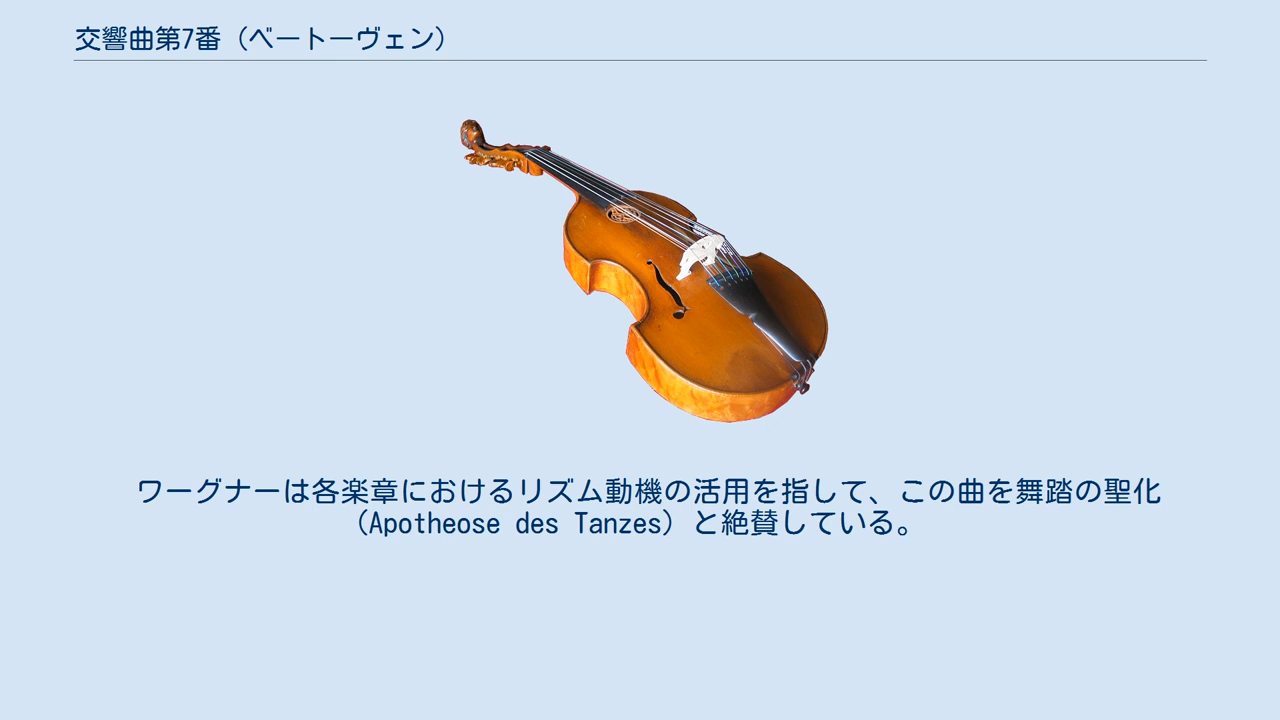 交響曲第7番（ベートーヴェン）
ワーグナーは各楽章におけるリズム動機の活用を指して、この曲を舞踏の聖化
（Apotheose des Tanzes）と絶賛している。